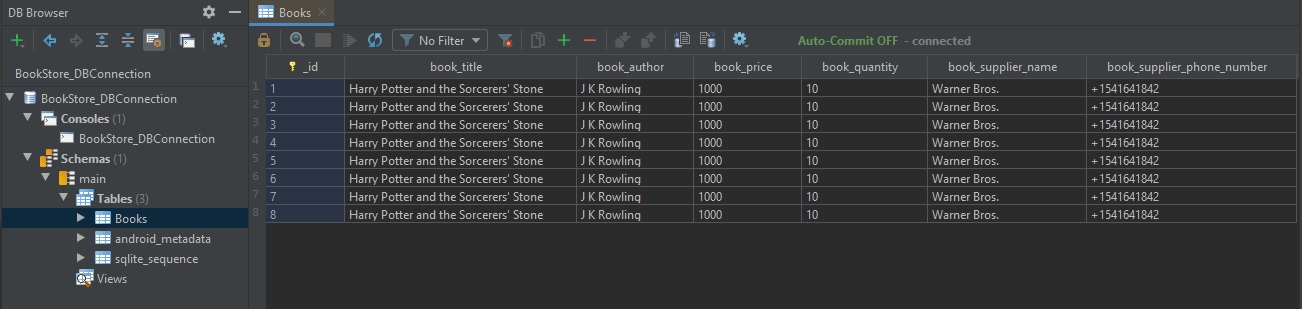 DB Browser
BookStore_DBConnection
BookStore_DBConnection
Consoles (1)
BookStore_DBConnection
Schemas (1)
main
Tables (3)
Books
android_metadata
sqlite_sequence
Views
Books
No Filter
Auto-Commit OFF - connected
_id book_title book_author book_price book_quantity book_supplier_name book_supplier_phone_number
1 1 Harry Potter and the Sorcerers' Stone J K Rowling 1000 10 Warner Bros. +1541641842
2 2 Harry Potter and the Sorcerers' Stone J K Rowling 1000 10 Warner Bros. +1541641842
3 3 Harry Potter and the Sorcerers' Stone J K Rowling 1000 10 Warner Bros. +1541641842
4 4 Harry Potter and the Sorcerers' Stone J K Rowling 1000 10 Warner Bros. +1541641842
5 5 Harry Potter and the Sorcerers' Stone J K Rowling 1000 10 Warner Bros. +1541641842
6 6 Harry Potter and the Sorcerers' Stone J K Rowling 1000 10 Warner Bros. +1541641842
7 7 Harry Potter and the Sorcerers' Stone J K Rowling 1000 10 Warner Bros. +1541641842
8 8 Harry Potter and the Sorcerers' Stone J K Rowling 1000 10 Warner Bros. +1541641842